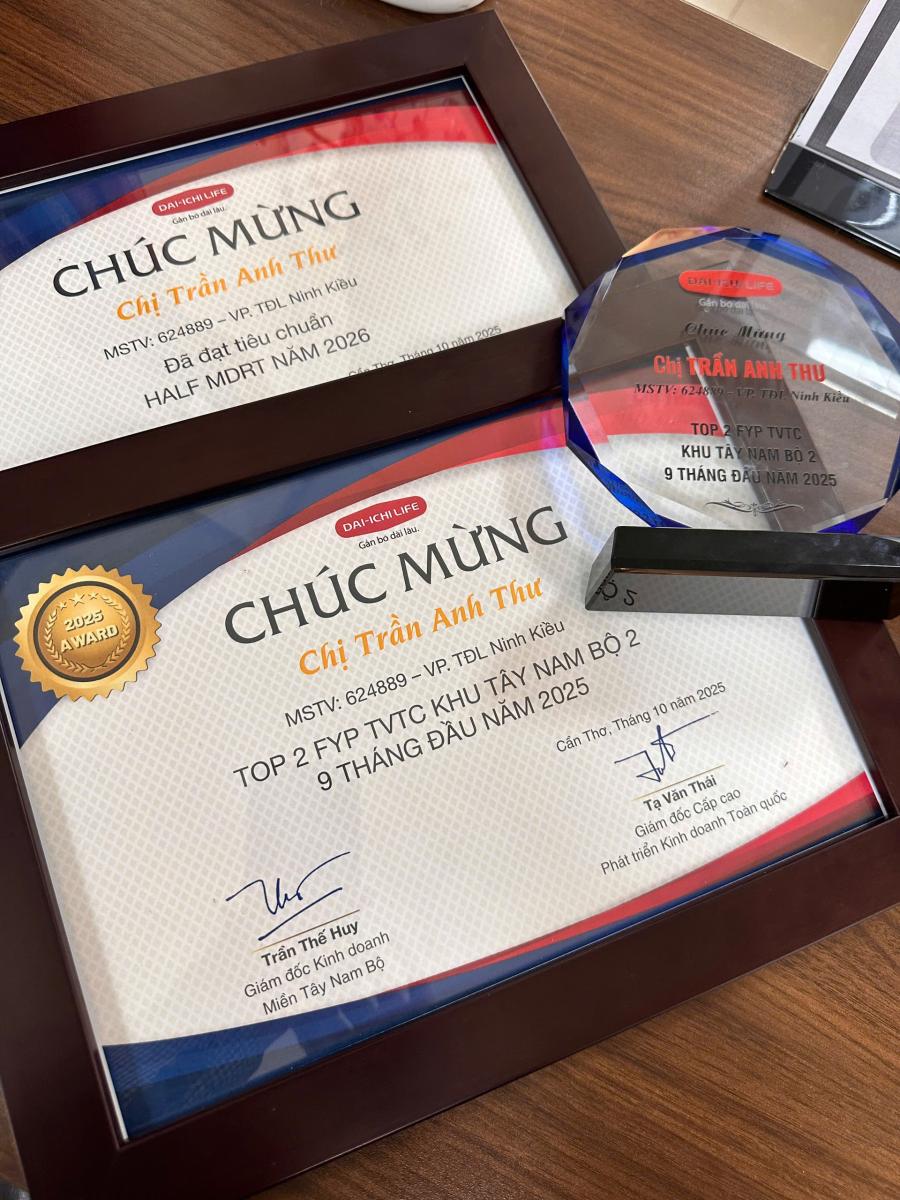 DAI-ICHI LIFE
Gắn bó dài lâu.
CHÚC MỪNG
Chị Trần Anh Thư
MSTV: 624889 – VP. TĐL Ninh Kiều
Đã đạt tiêu chuẩn
HALF MDRT NĂM 2026
Cần Thơ, Tháng 10 năm 2025
DAI-ICHI LIFE
Gắn bó dài
Chúc Mừng
Chị TRẦN ANH THƯ
MSTV: 624889 – VP. TĐL Ninh Kiều
TOP 2 FYP TVTC
KHU TÂY NAM BỘ 2
9 THÁNG ĐẦU NĂM 2025
DAI-ICHI LIFE
Gắn bó dài lâu.
CHÚC MỪNG
Chị Trần Anh Thư
MSTV: 624889 – VP. TĐL Ninh Kiều
TOP 2 FYP TVTC KHU TÂY NAM BỘ 2
9 THÁNG ĐẦU NĂM 2025
2025
AWARD
Cần Thơ, Tháng 10 năm 2025
Tạ Văn Thái
Giám đốc Cấp cao
Phát triển Kinh doanh Toàn quốc
Trần Thế Huy
Giám đốc Kinh doanh
Miền Tây Nam Bộ